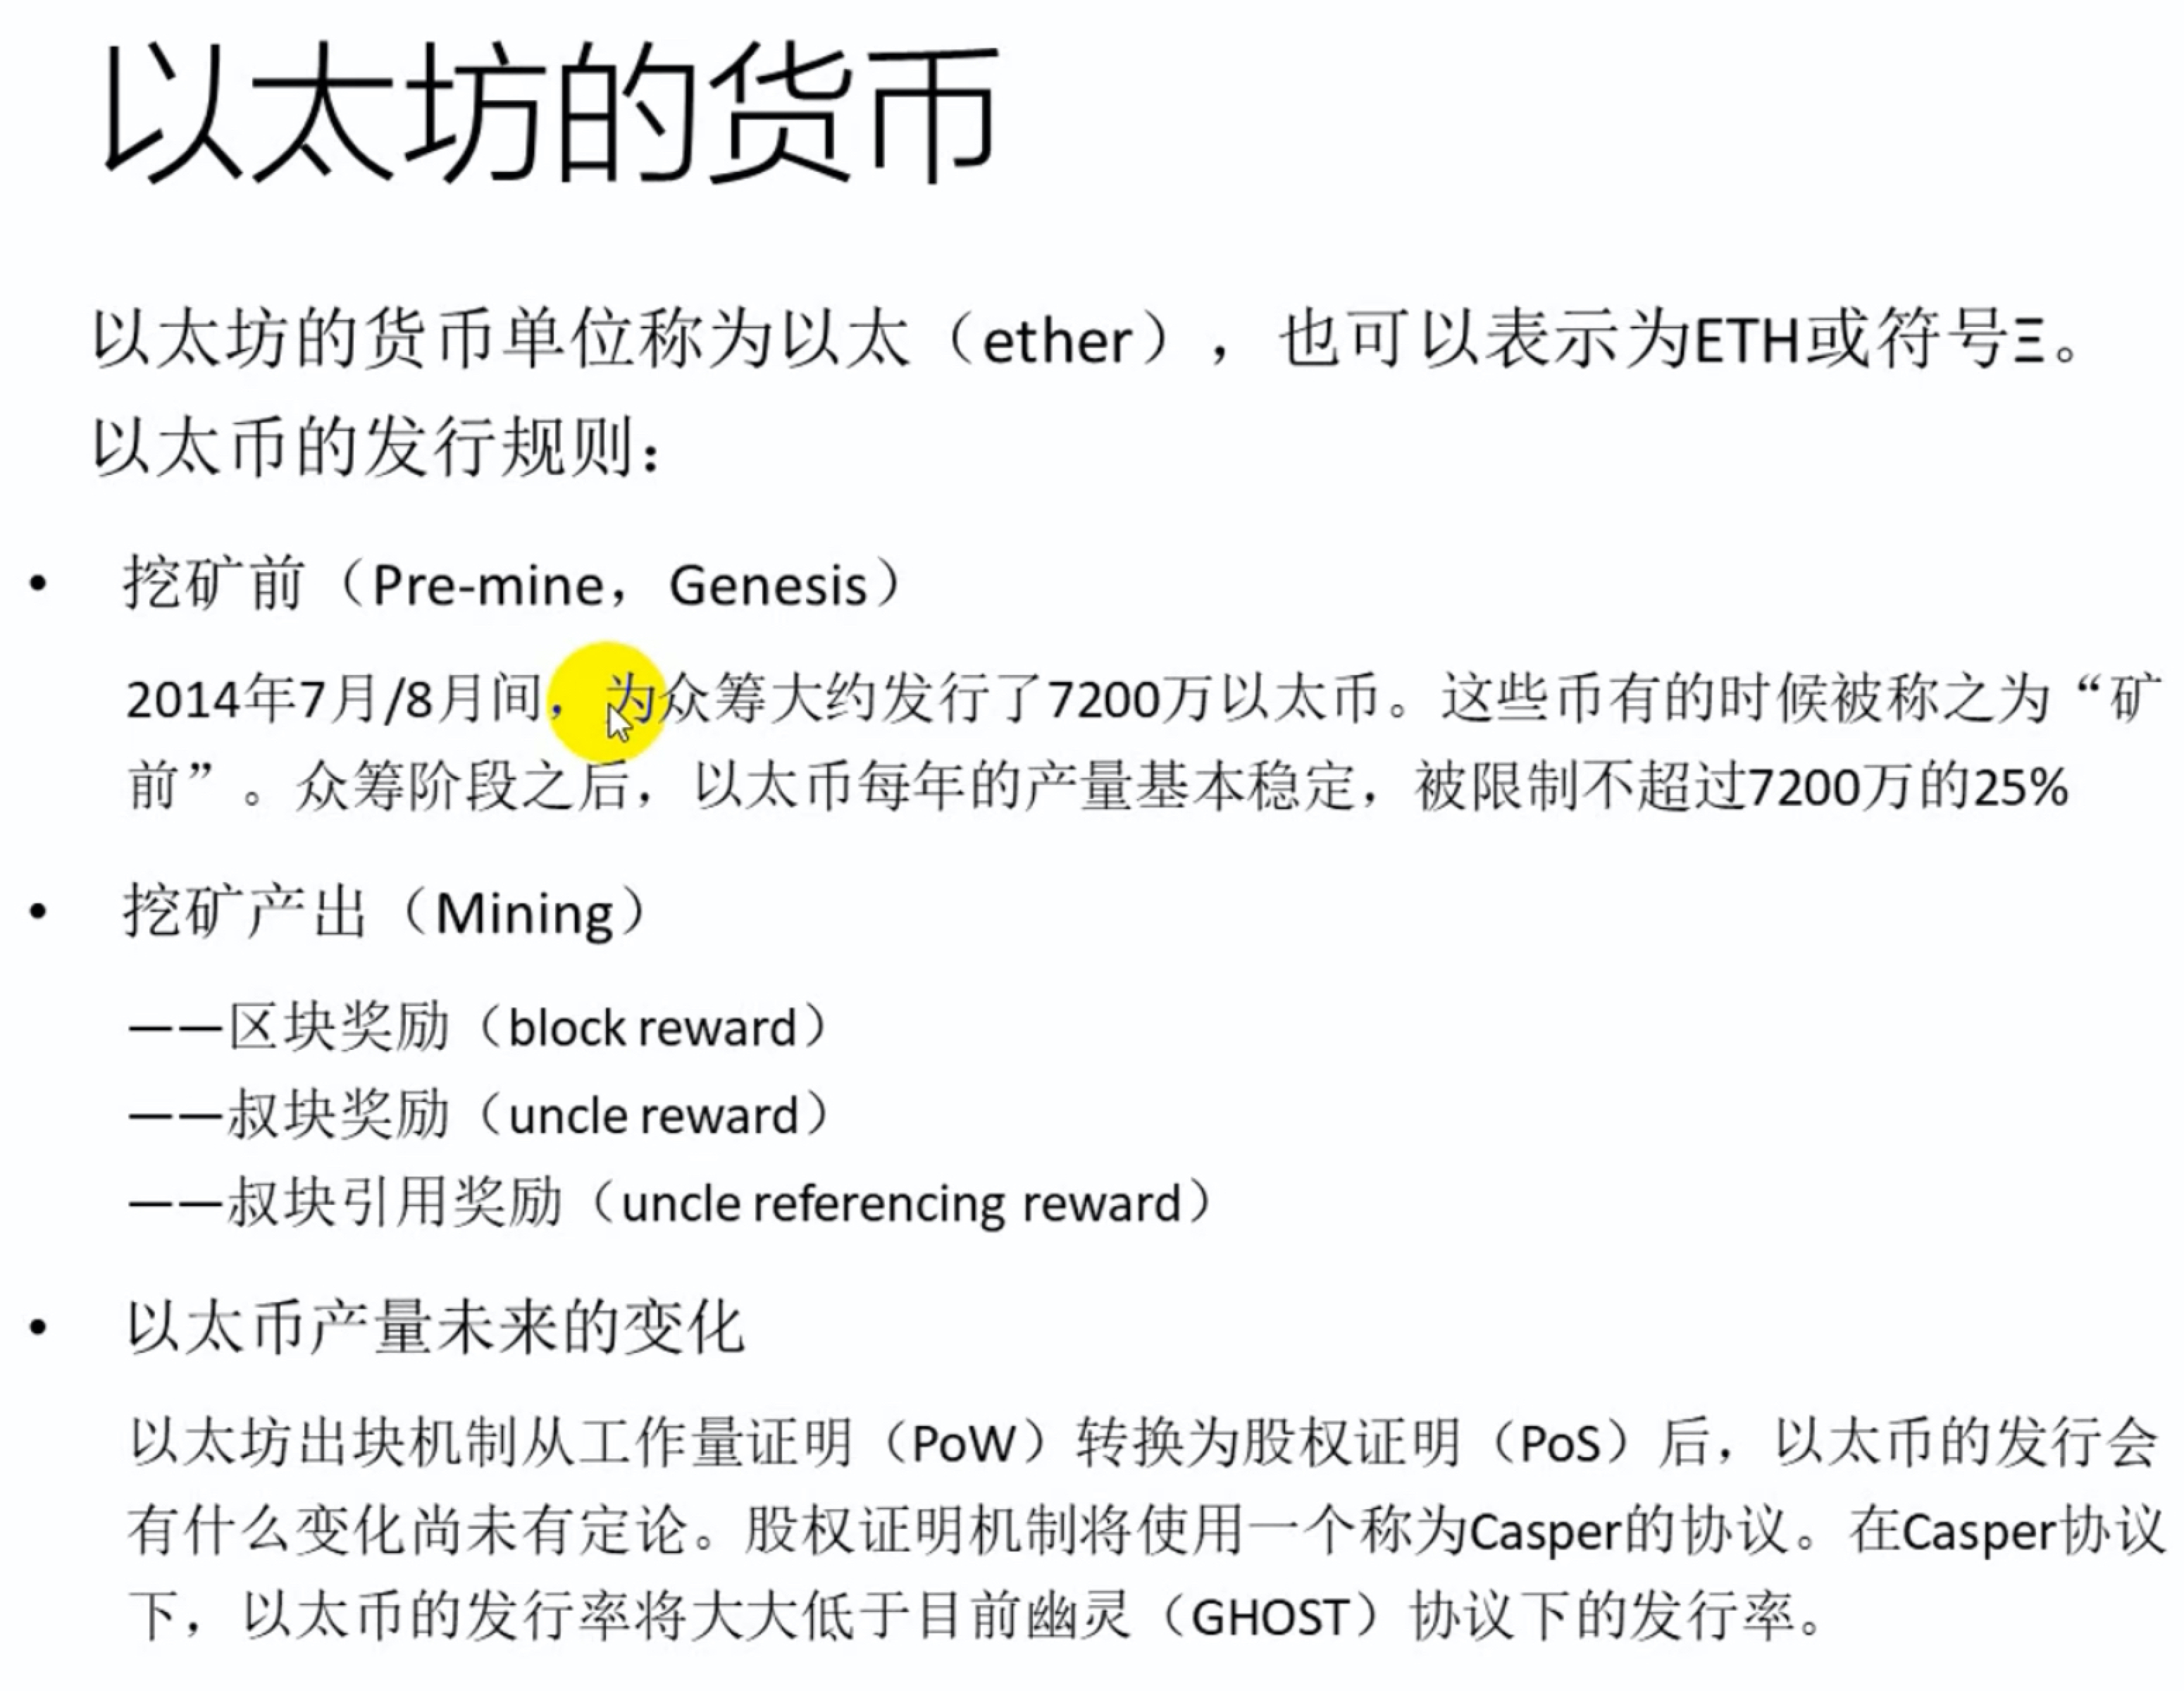 以太坊的货币
以太坊的货币单位称为以太（ether），也可以表示为ETH或符号Ξ。
以太币的发行规则：
• 挖矿前（Pre-mine，Genesis）
2014年7月/8月间，为众筹大约发行了7200万以太币。这些币有的时候被称之为“矿
前”。众筹阶段之后，以太币每年的产量基本稳定，被限制不超过7200万的25%
• 挖矿产出（Mining）
——区块奖励（block reward）
——叔块奖励（uncle reward）
——叔块引用奖励（uncle referencing reward）
• 以太币产量未来的变化
以太坊出块机制从工作量证明（PoW）转换为股权证明（PoS）后，以太币的发行会
有什么变化尚未有定论。股权证明机制将使用一个称为Casper的协议。在Casper协议
下，以太币的发行率将大大低于目前幽灵（GHOST）协议下的发行率。